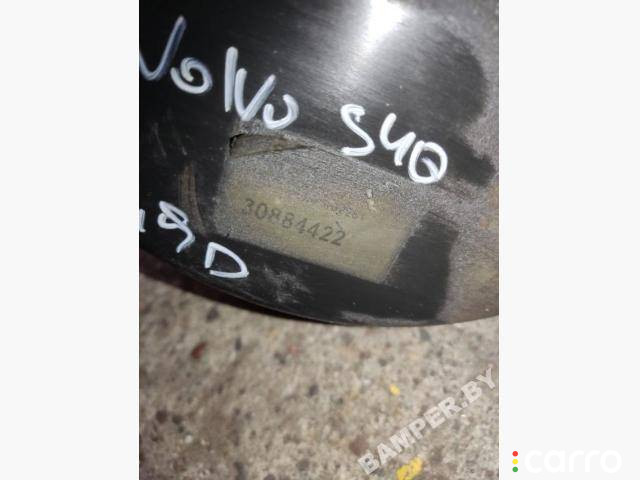 VOLVO S40
30884422
1.9D
BAMPER.BY
carro